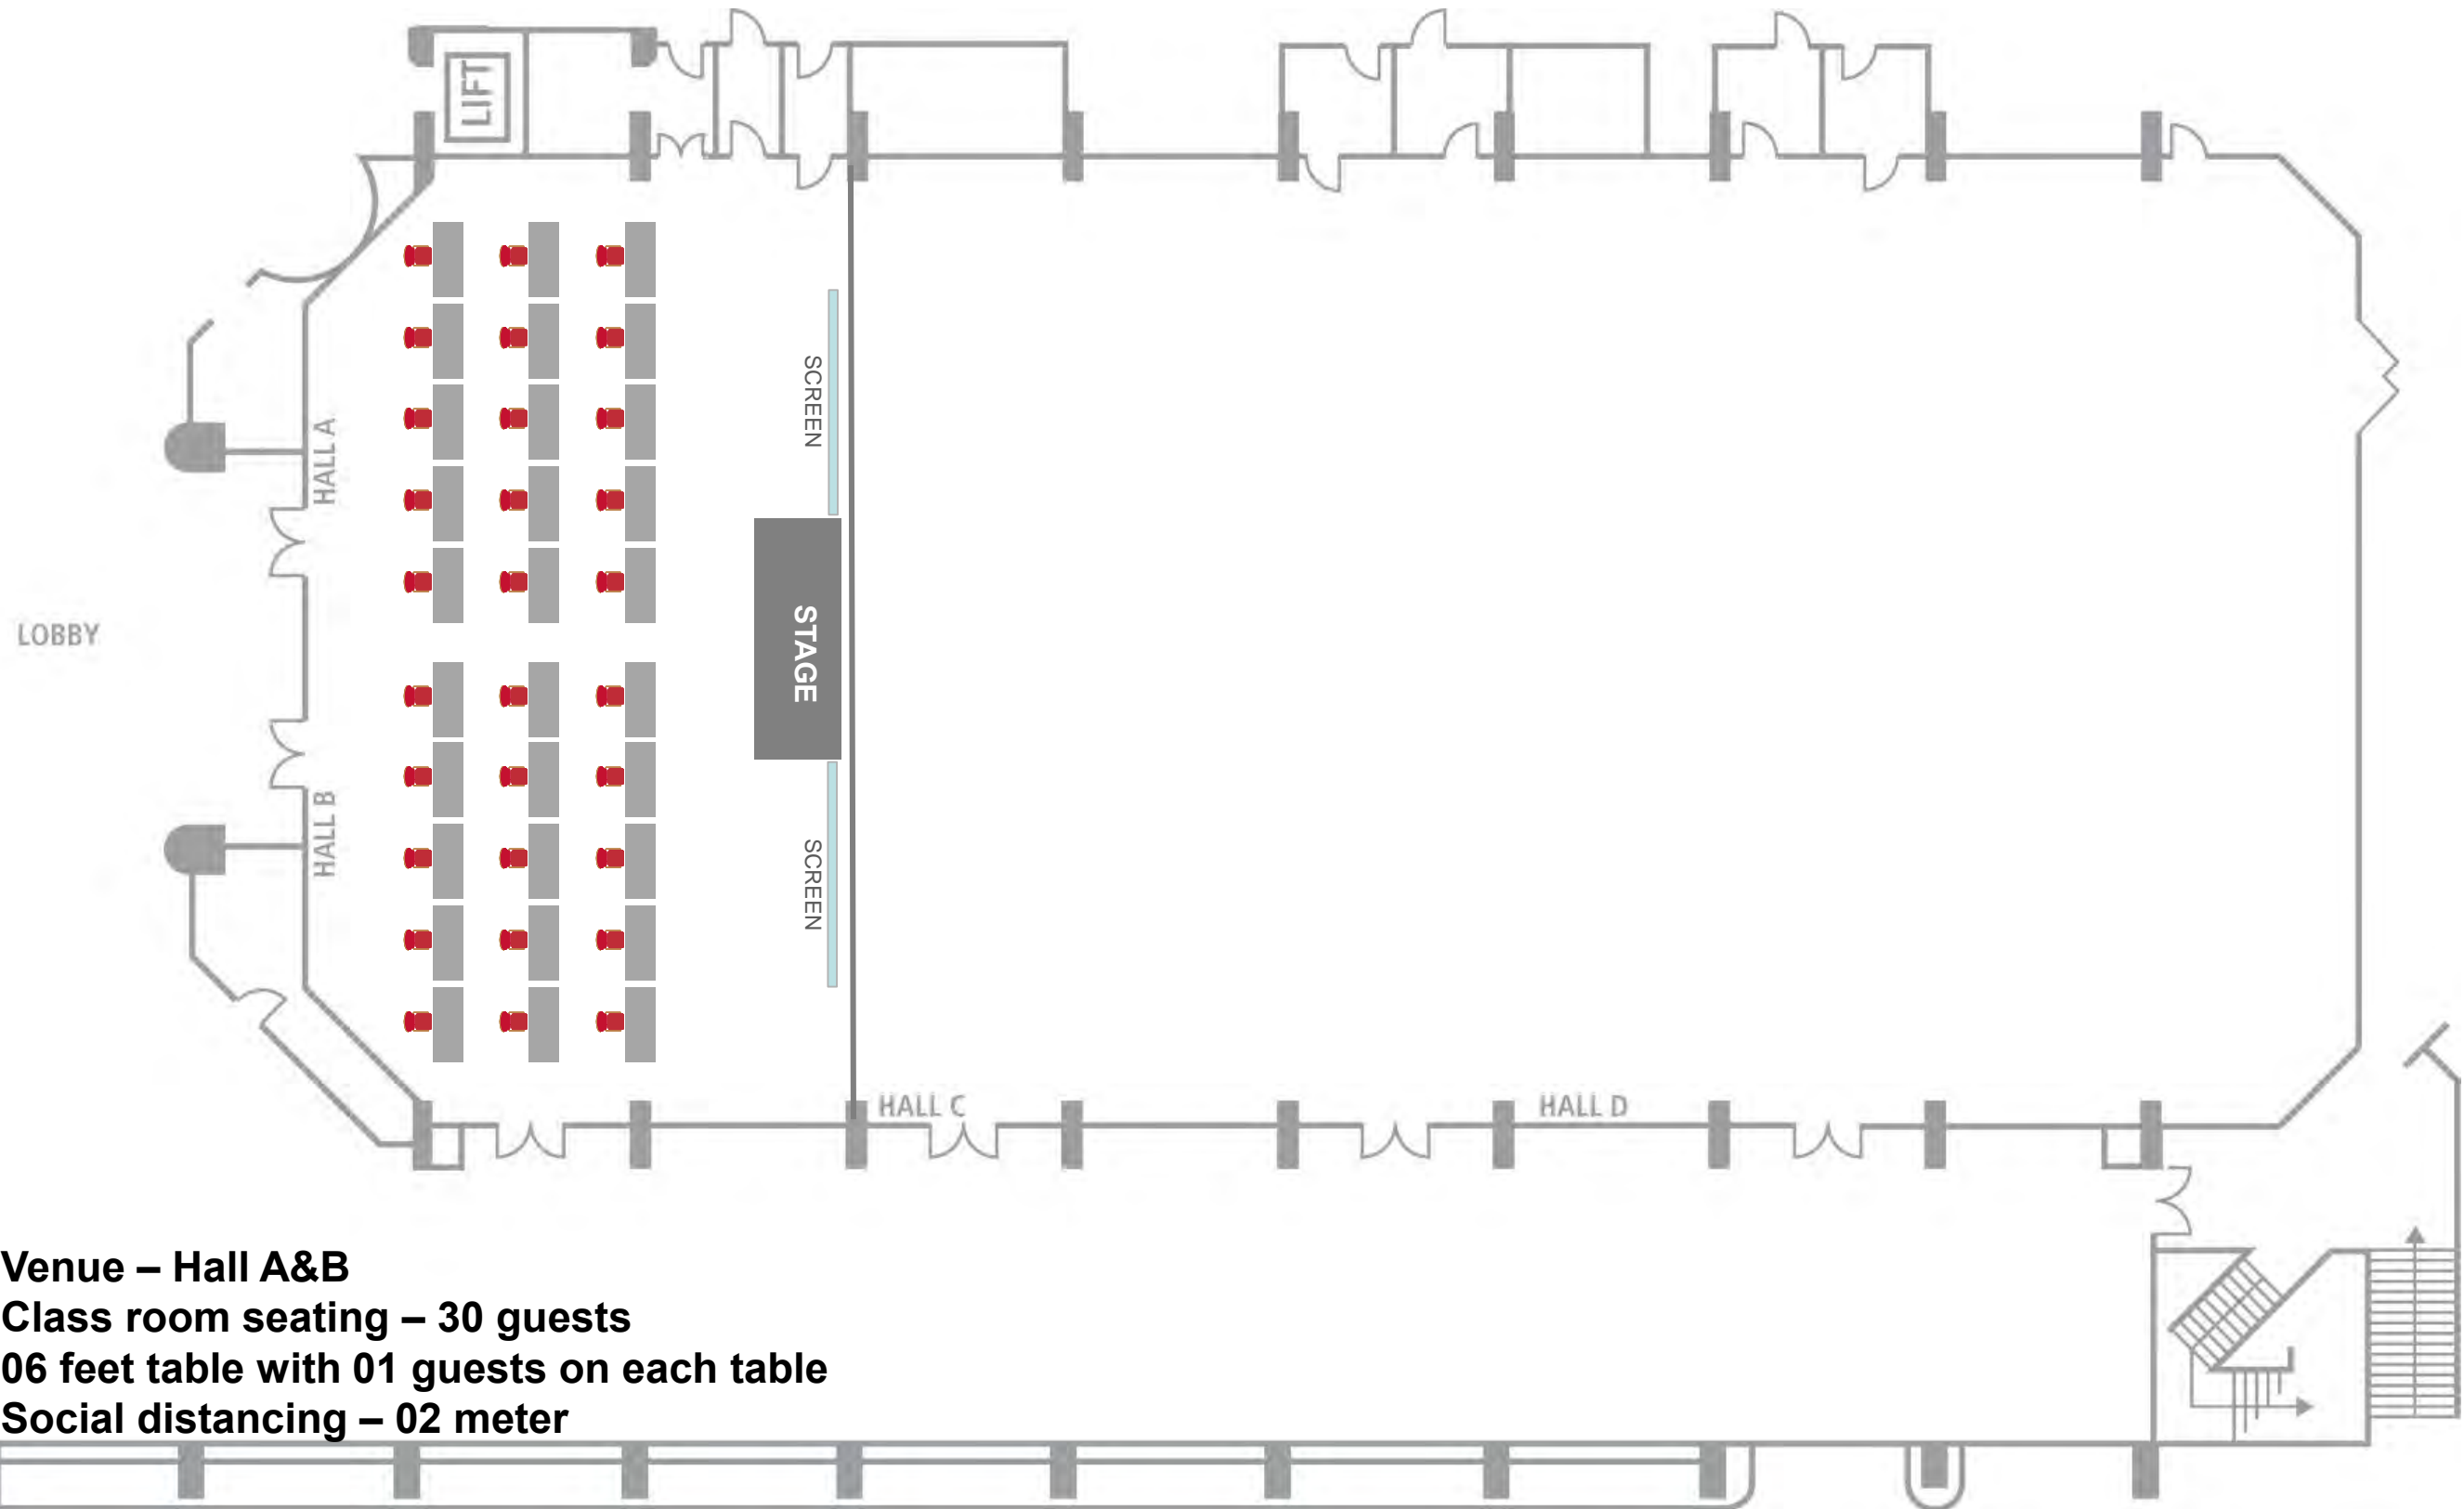 LIFT
SCREEN
HALL A
STAGE
LOBBY
HALL B
SCREEN
HALL C
HALL D
Venue – Hall A&B
Class room seating – 30 guests
06 feet table with 01 guests on each table
Social distancing – 02 meter